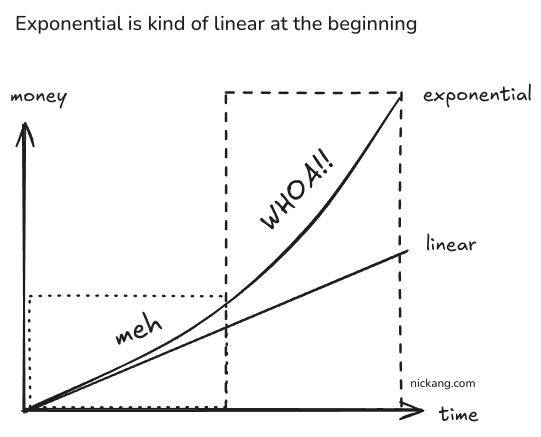 Exponential is kind of linear at the beginning
money
exponential
WHOA!!
linear
meh
nickang.com
time